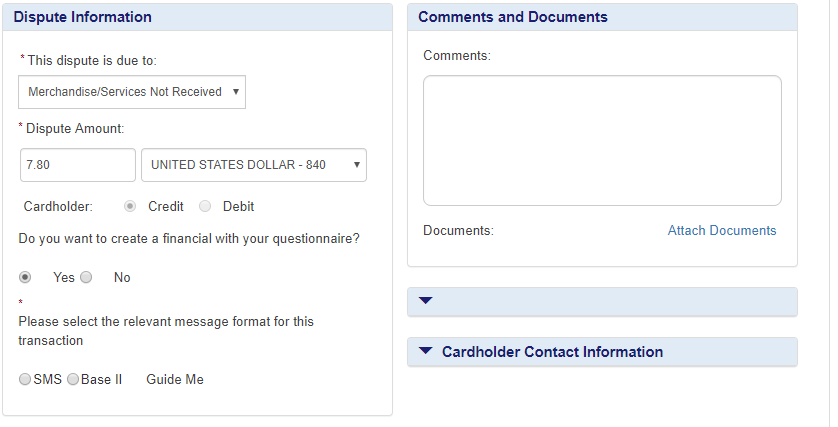 Dispute Information
* This dispute is due to:
Merchandise/Services Not Received
* Dispute Amount:
7.80 UNITED STATES DOLLAR - 840
Cardholder: Credit Debit
Do you want to create a financial with your questionnaire?
Yes No
*
Please select the relevant message format for this
transaction
SMS Base II Guide Me
Comments and Documents
Comments:
Documents: Attach Documents
Cardholder Contact Information